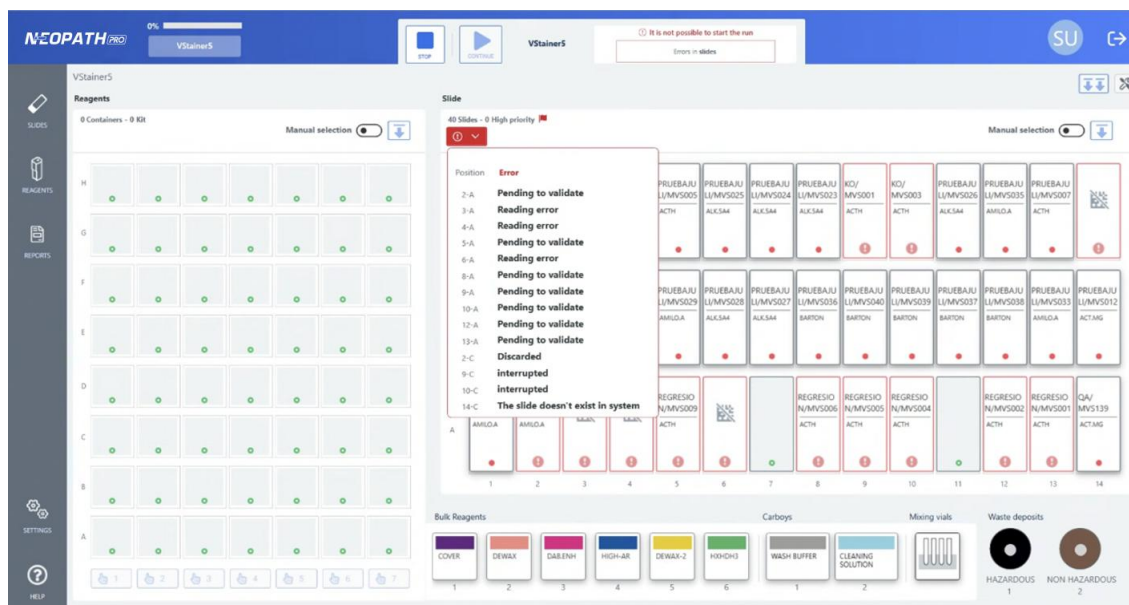 NEOPATH PRO
0%
VStainer5
STOP
CONTINUE
VStainer5
It is not possible to start the run
Errors in slides
SU
SLIDES
REAGENTS
REPORTS
SETTINGS
HELP
VStainer5
Reagents
0 Containers - 0 Kit
Manual selection
H
G
F
E
D
C
B
A
1
2
3
4
5
6
7
Slide
40 Slides - 0 High priority
Manual selection
Position Error
2-A Pending to validate
3-A Reading error
4-A Reading error
5-A Pending to validate
6-A Reading error
8-A Pending to validate
9-A Pending to validate
10-A Pending to validate
12-A Pending to validate
13-A Pending to validate
2-C Discarded
9-C interrupted
10-C interrupted
14-C The slide doesn't exist in system
PRUEBAJU PRUEBAJU PRUEBAJU PRUEBAJU KO/ KO/ PRUEBAJU PRUEBAJU PRUEBAJU
LI/MVS005 LI/MVS025 LI/MVS024 LI/MVS023 MVS001 MVS003 LI/MVS026 LI/MVS035 LI/MVS007
ACTH ALK5A4 ALK5A4 ALK5A4 ACTH ACTH ALK5A4 AMILO.A ACTH
PRUEBAJU PRUEBAJU PRUEBAJU PRUEBAJU PRUEBAJU PRUEBAJU PRUEBAJU PRUEBAJU PRUEBAJU PRUEBAJU
LI/MVS029 LI/MVS028 LI/MVS027 LI/MVS036 LI/MVS040 LI/MVS039 LI/MVS037 LI/MVS038 LI/MVS033 LI/MVS012
AMILO.A ALK5A4 ALK5A4 BARTON BARTON BARTON BARTON BARTON AMILO.A ACT.MG
REGRESIO REGRESIO REGRESIO REGRESIO REGRESIO REGRESIO QA/
N/MVS009 N/MVS006 N/MVS005 N/MVS004 N/MVS002 N/MVS001 MVS139
A AMILO.A AMILO.A ACTH ACTH ACTH ACTH ACTH ACTH ACT.MG
1 2 3 4 5 6 7 8 9 10 11 12 13 14
Bulk Reagents
COVER
DEWAX
DAB.ENH
HIGH-AR
DEWAX-2
HXHDH3
1 2 3 4 5 6
Carboys
WASH BUFFER
CLEANING
SOLUTION
1 2
Mixing vials
Waste deposits
HAZARDOUS
1
NON HAZARDOUS
2